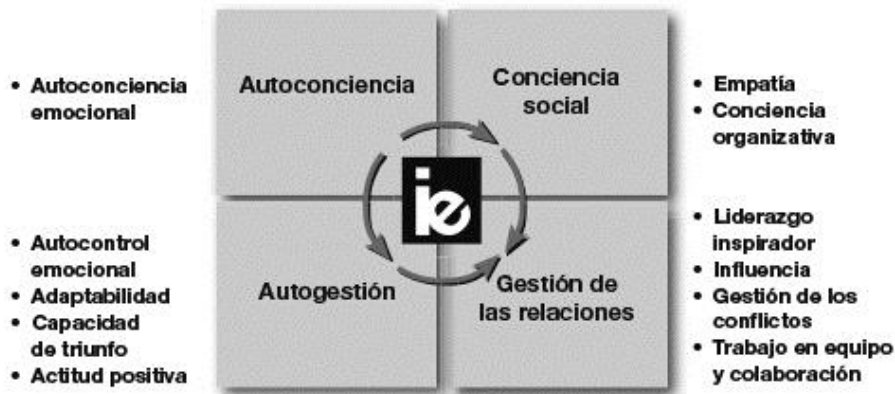 • Autoconciencia
emocional
Autoconciencia
Conciencia
social
• Empatía
• Conciencia
organizativa
ie
• Autocontrol
emocional
• Adaptabilidad
• Capacidad
de triunfo
• Actitud positiva
Autogestión
Gestión de
las relaciones
• Liderazgo
inspirador
• Influencia
• Gestión de los
conflictos
• Trabajo en equipo
y colaboración